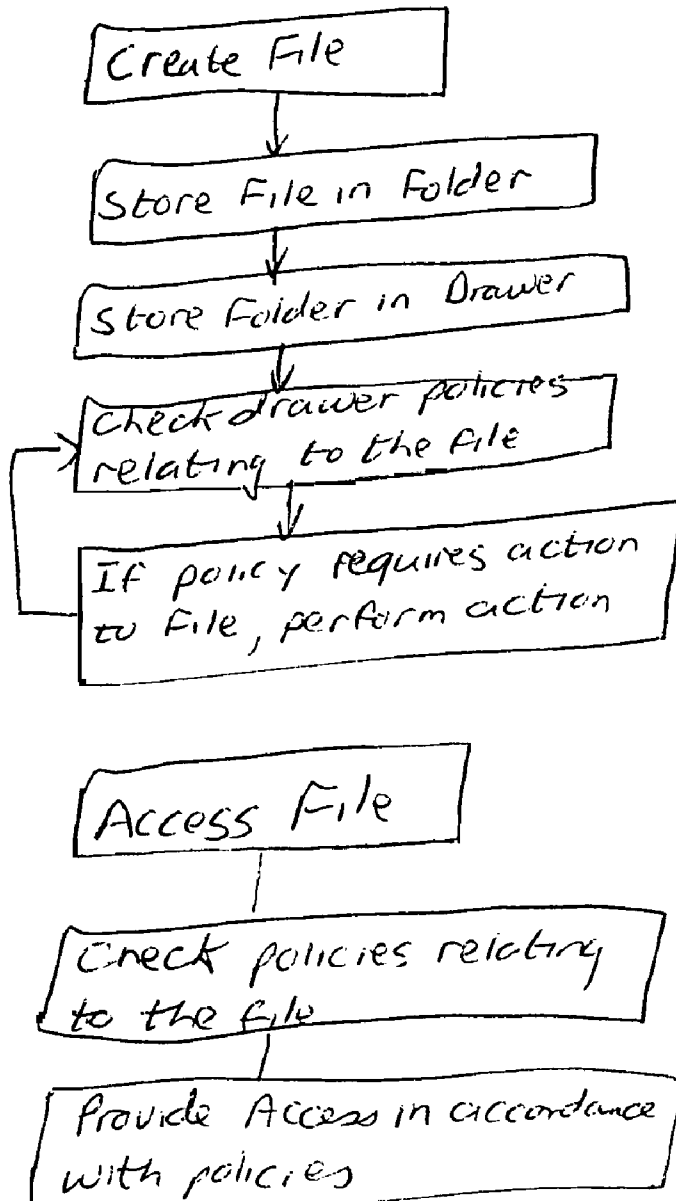 Create File
Store File in Folder
Store Folder in Drawer
Check drawer policies
relating to the file
If policy requires action
to File, perform action
Access File
Check policies relating
to the file
Provide Access in accordance
with policies